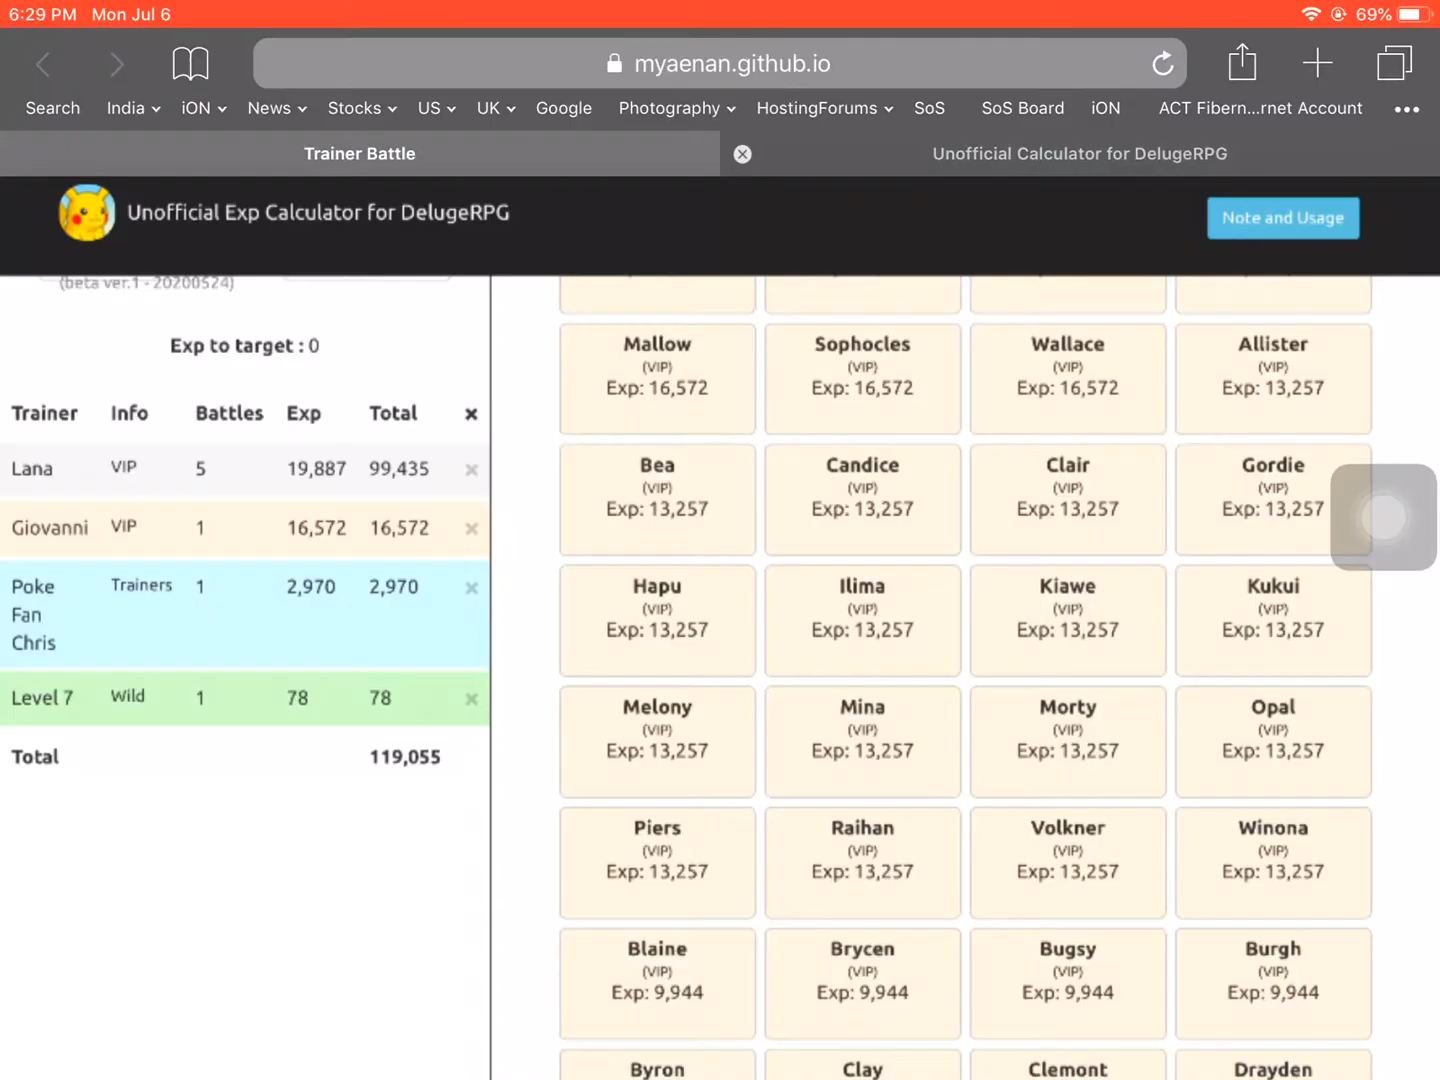 6:29 PM Mon Jul 6
69%
myaenan.github.io
Search India iON News Stocks US UK Google Photography HostingForums SoS SoS Board iON ACT Fibern...rnet Account
Trainer Battle
Unofficial Calculator for DelugeRPG
Unofficial Exp Calculator for DelugeRPG
Note and Usage
(beta ver.1 - 20200524)
Exp to target : 0
Trainer Info Battles Exp Total ×
Lana VIP 5 19,887 99,435 ×
Giovanni VIP 1 16,572 16,572 ×
Poke Trainers 1 2,970 2,970 ×
Fan
Chris
Level 7 Wild 1 78 78 ×
Total 119,055
Mallow Sophocles Wallace Allister
(VIP) (VIP) (VIP) (VIP)
Exp: 16,572 Exp: 16,572 Exp: 16,572 Exp: 13,257
Bea Candice Clair Gordie
(VIP) (VIP) (VIP) (VIP)
Exp: 13,257 Exp: 13,257 Exp: 13,257 Exp: 13,257
Hapu Ilima Kiawe Kukui
(VIP) (VIP) (VIP) (VIP)
Exp: 13,257 Exp: 13,257 Exp: 13,257 Exp: 13,257
Melony Mina Morty Opal
(VIP) (VIP) (VIP) (VIP)
Exp: 13,257 Exp: 13,257 Exp: 13,257 Exp: 13,257
Piers Raihan Volkner Winona
(VIP) (VIP) (VIP) (VIP)
Exp: 13,257 Exp: 13,257 Exp: 13,257 Exp: 13,257
Blaine Brycen Bugsy Burgh
(VIP) (VIP) (VIP) (VIP)
Exp: 9,944 Exp: 9,944 Exp: 9,944 Exp: 9,944
Byron Clay Clemont Drayden